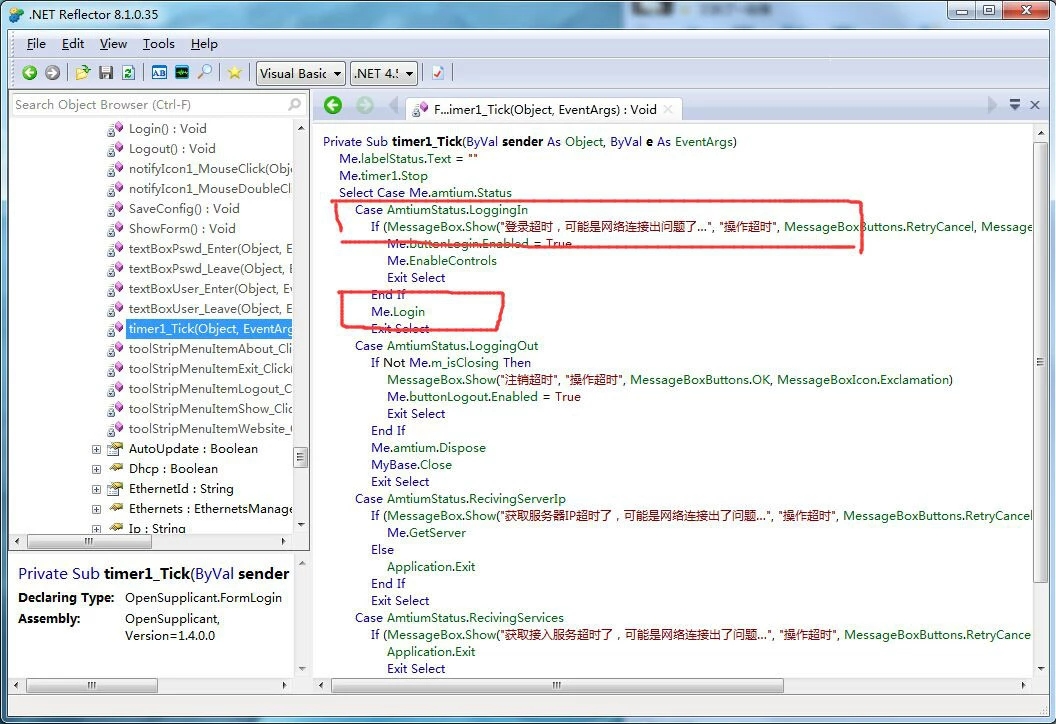 .NET Reflector 8.1.0.35
File Edit View Tools Help
Visual Basic .NET 4.!
Search Object Browser (Ctrl-F)
F...imer1_Tick(Object, EventArgs) : Void
Login() : Void
Logout() : Void
notifyIcon1_MouseClick(Obje
notifyIcon1_MouseDoubleCl
SaveConfig() : Void
ShowForm() : Void
textBoxPswd_Enter(Object, E
textBoxPswd_Leave(Object, E
textBoxUser_Enter(Object, Ev
textBoxUser_Leave(Object, E
timer1_Tick(Object, EventArg
toolStripMenuItemAbout_Cli
toolStripMenuItemExit_Click(
toolStripMenuItemLogout_C
toolStripMenuItemShow_Clic
toolStripMenuItemWebsite_
AutoUpdate : Boolean
Dhcp : Boolean
EthernetId : String
Ethernets : EthernetsManage
Ip : String
Private Sub timer1_Tick(ByVal sender
Declaring Type: OpenSupplicant.FormLogin
Assembly: OpenSupplicant,
Version=1.4.0.0
Private Sub timer1_Tick(ByVal sender As Object, ByVal e As EventArgs)
Me.labelStatus.Text = ""
Me.timer1.Stop
Select Case Me.amtium.Status
Case AmtiumStatus.LoggingIn
If (MessageBox.Show("登录超时，可能是网络连接出问题了...", "操作超时", MessageBoxButtons.RetryCancel, Message
Me.buttonLogin.Enabled = True
Me.EnableControls
Exit Select
End If
Me.Login
Exit Select
Case AmtiumStatus.LoggingOut
If Not Me.m_isClosing Then
MessageBox.Show("注销超时", "操作超时", MessageBoxButtons.OK, MessageBoxIcon.Exclamation)
Me.buttonLogout.Enabled = True
Exit Select
End If
Me.amtium.Dispose
MyBase.Close
Exit Select
Case AmtiumStatus.RecivingServerIp
If (MessageBox.Show("获取服务器IP超时了，可能是网络连接出了问题...", "操作超时", MessageBoxButtons.RetryCancel
Me.GetServer
Else
Application.Exit
End If
Exit Select
Case AmtiumStatus.RecivingServices
If (MessageBox.Show("获取接入服务超时了，可能是网络连接出了问题...", "操作超时", MessageBoxButtons.RetryCance
Application.Exit
Exit Select